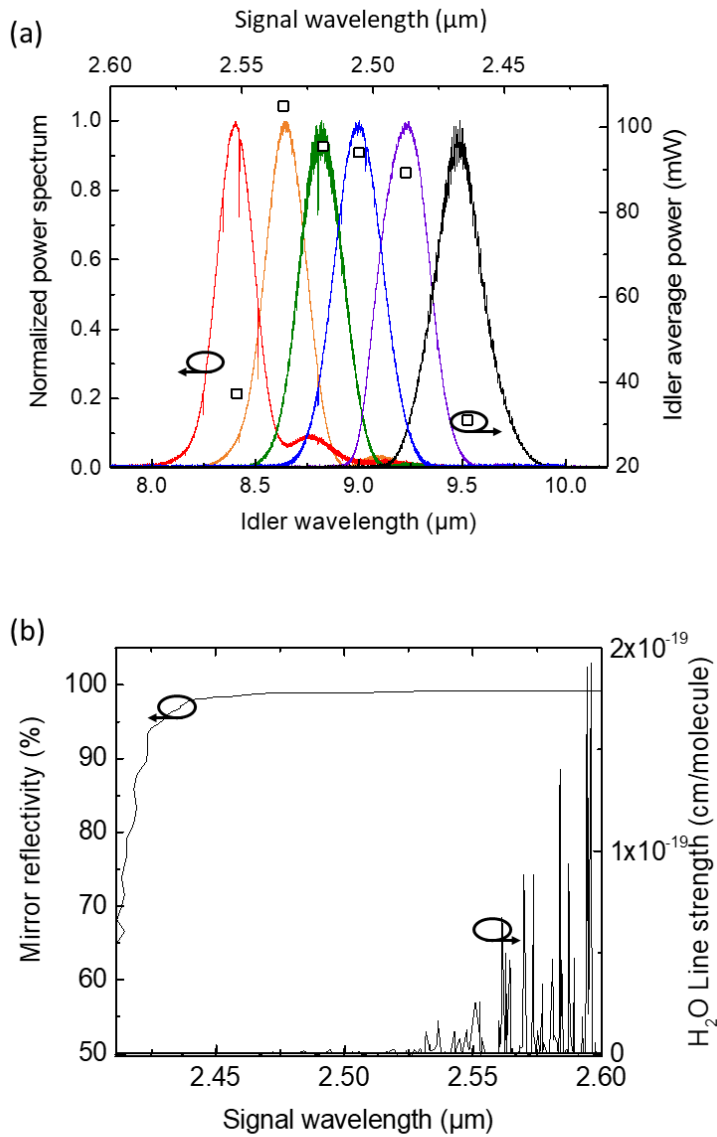 Signal wavelength (µm)
(a)
2.60 2.55 2.50 2.45
1.0 100
0.8 80
0.6 60
0.4 40
0.2
0.0 20
Normalized power spectrum
Idler average power (mW)
8.0 8.5 9.0 9.5 10.0
Idler wavelength (µm)
(b)
100 2x10⁻¹⁹
90
80 1x10⁻¹⁹
70
60
50 0
Mirror reflectivity (%)
H₂O Line strength (cm/molecule)
2.45 2.50 2.55 2.60
Signal wavelength (µm)